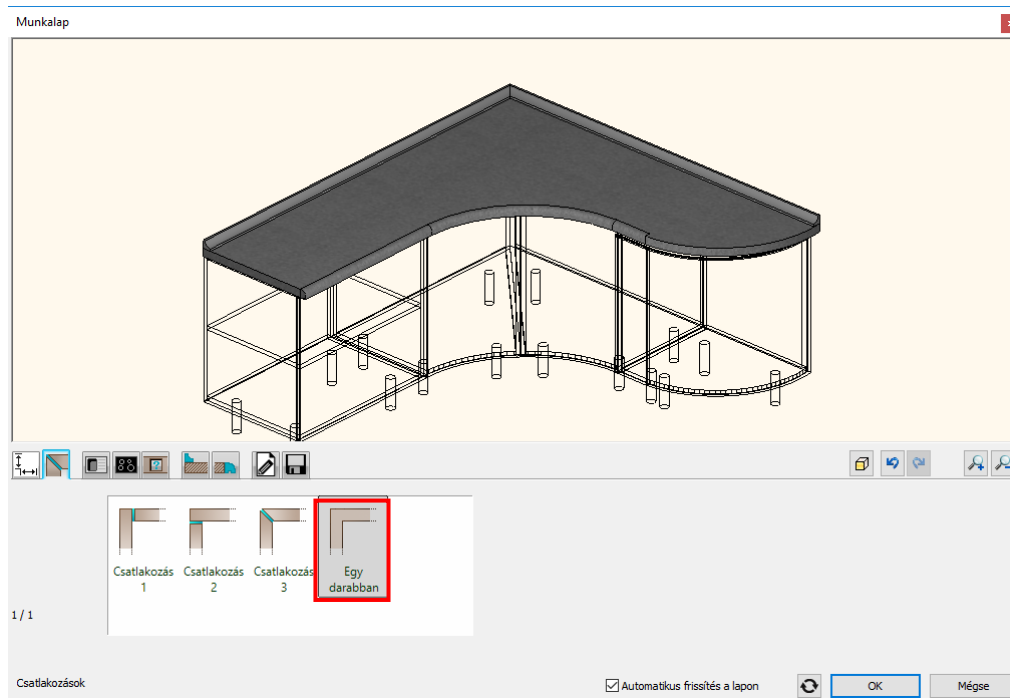 Munkalap
Csatlakozás
1
Csatlakozás
2
Csatlakozás
3
Egy
darabban
1 / 1
Csatlakozások
Automatikus frissítés a lapon
OK
Mégse